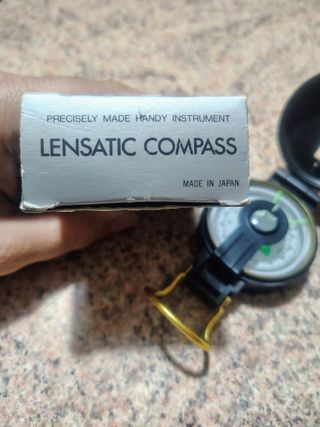 PRECISELY MADE HANDY INSTRUMENT
LENSATIC COMPASS
MADE IN JAPAN